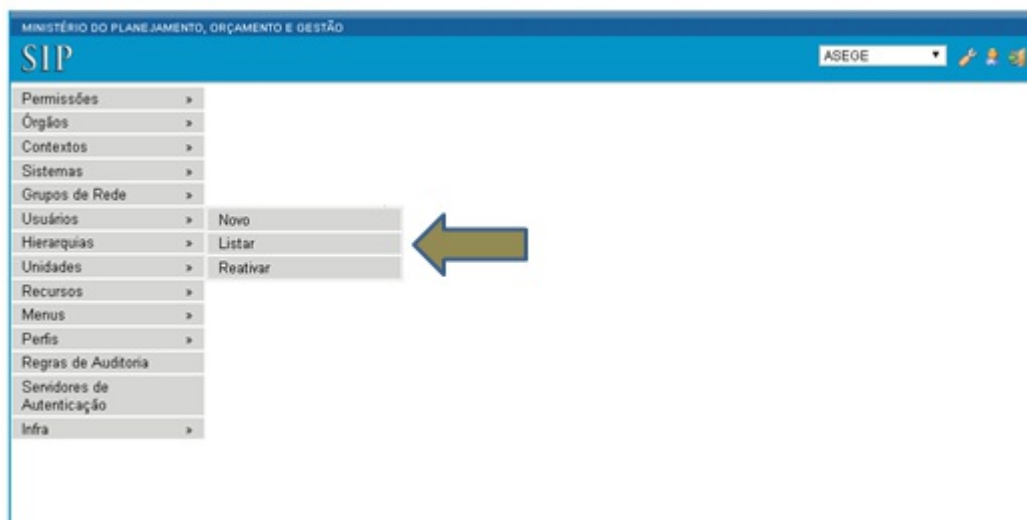 MINISTÉRIO DO PLANEJAMENTO, ORÇAMENTO E GESTÃO
SIP
ASEGE
Permissões »
Órgãos »
Contextos »
Sistemas »
Grupos de Rede »
Usuários » Novo
Hierarquias » Listar
Unidades » Reativar
Recursos »
Menus »
Perfis »
Regras de Auditoria
Servidores de
Autenticação
Infra »